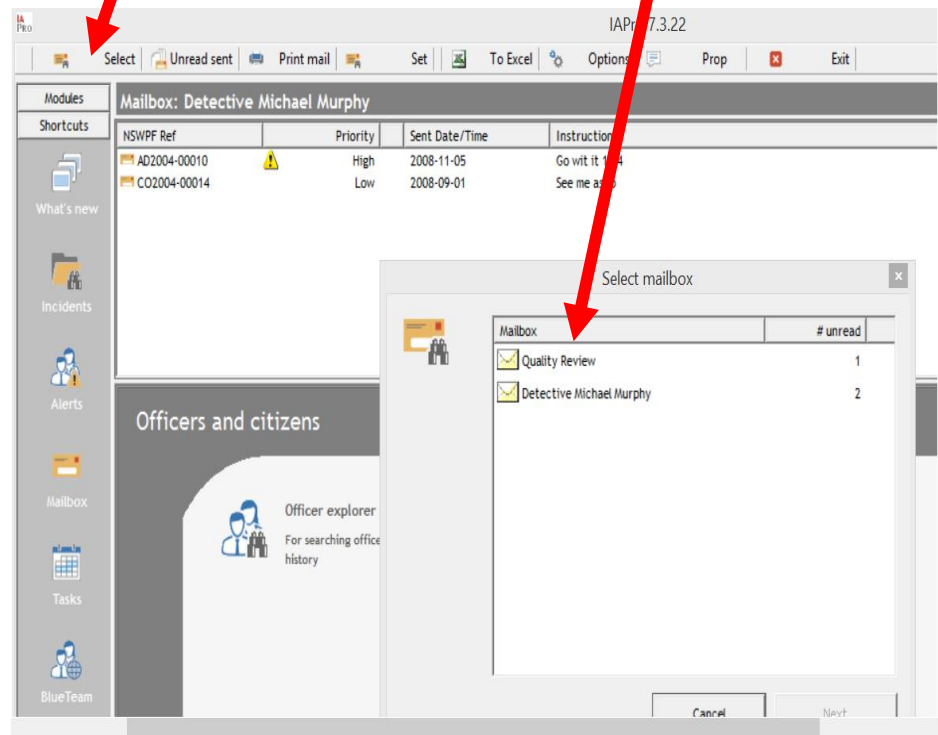 IA
PRO
7.3.22
Select Unread sent Print mail Set To Excel Options Prop Exit
Modules
Mailbox: Detective Michael Murphy
Shortcuts
NSWPF Ref Priority Sent Date/Time Instruction
AD2004-00010 High 2008-11-05 Go wit it
CO2004-00014 Low 2008-09-01 See me
What's new
Select mailbox
Incidents
Mailbox # unread
Quality Review 1
Detective Michael Murphy 2
Alerts
Officers and citizens
Mailbox
Officer explorer
For searching office
history
Tasks
BlueTeam
Cancel Next